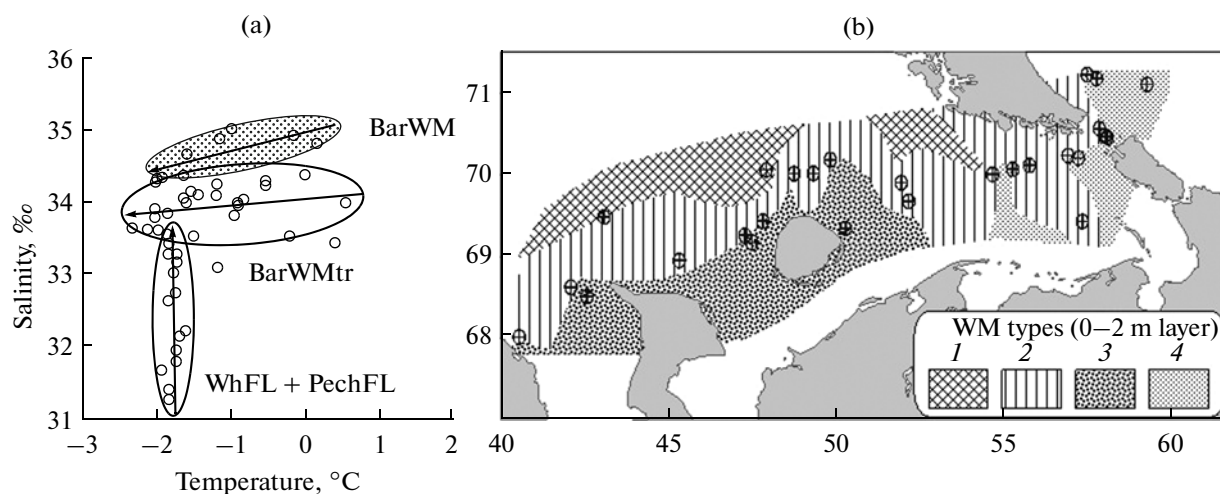 (a)
36
35
34
33
32
31
Salinity, ‰
BarWM
BarWMtr
WhFL + PechFL
−3 −2 −1 0 1 2
Temperature, °C
(b)
71
70
69
68
40 45 50 55 60
WM types (0−2 m layer)
1 2 3 4